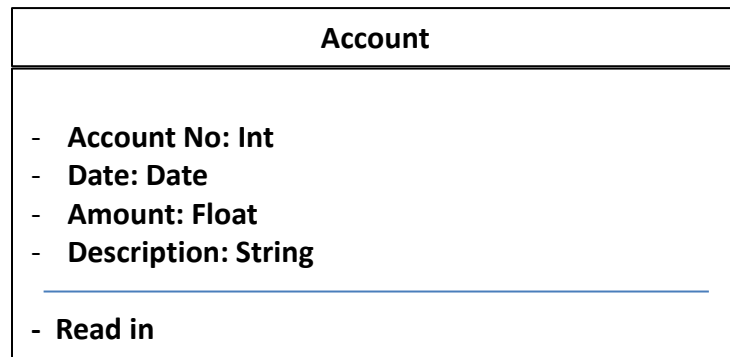 Account
- Account No: Int
- Date: Date
- Amount: Float
- Description: String
- Read in